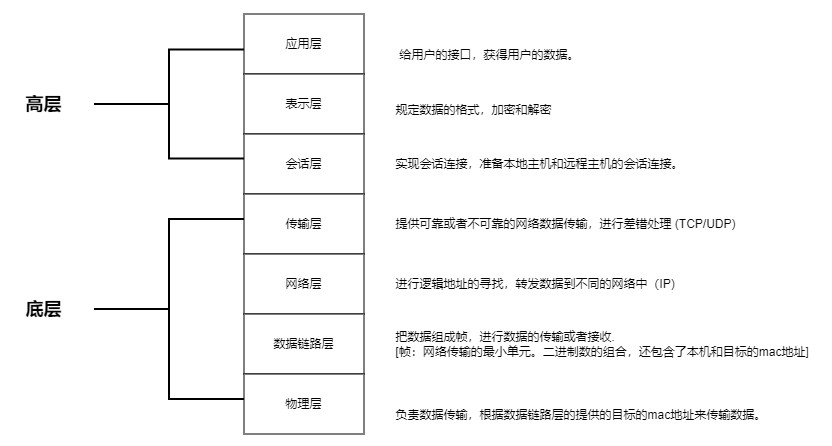 应用层
给用户的接口，获得用户的数据。
高层
表示层
规定数据的格式，加密和解密
会话层
实现会话连接，准备本地主机和远程主机的会话连接。
传输层
提供可靠或者不可靠的网络数据传输，进行差错处理 (TCP/UDP)
网络层
进行逻辑地址的寻找，转发数据到不同的网络中（IP)
底层
数据链路层
把数据组成帧，进行数据的传输或者接收.
[帧：网络传输的最小单元。二进制数的组合，还包含了本机和目标的mac地址]
物理层
负责数据传输，根据数据链路层的提供的目标的mac地址来传输数据。